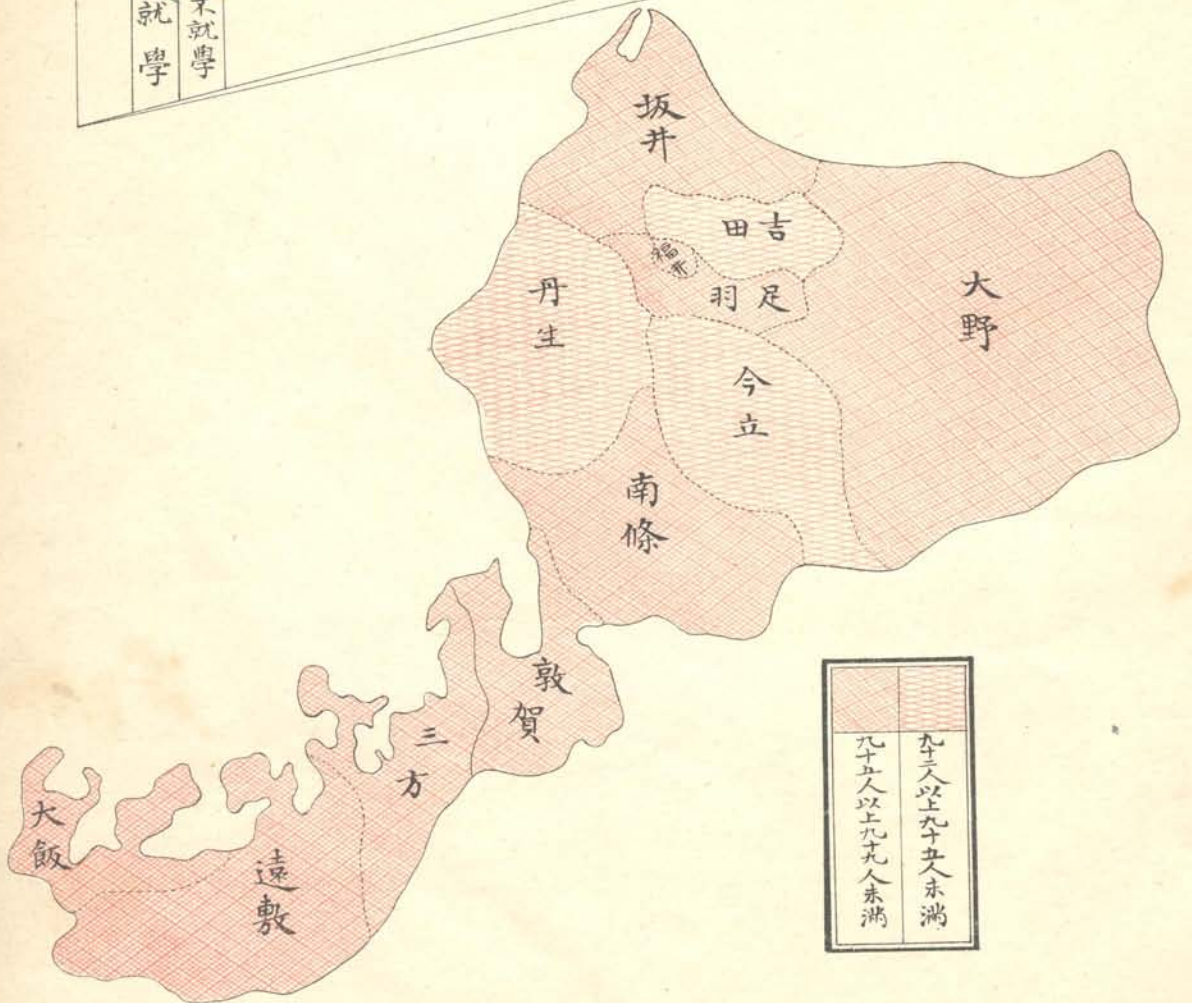 未就學
就學
坂井
吉田
福井
足羽
大野
丹生
今立
南條
敦賀
三方
遠敷
大飯
九十二人以上九十五人未満
九十五人以上九十九人未満